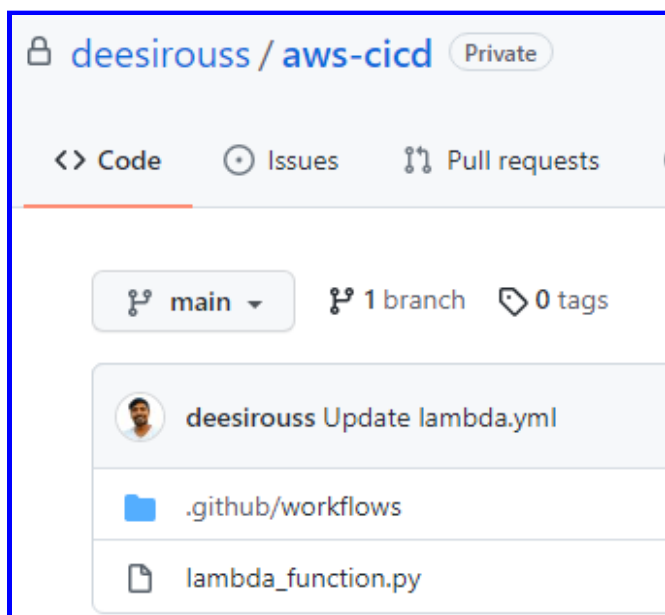 deesirouss / aws-cicd Private
Code Issues Pull requests
main 1 branch 0 tags
deesirouss Update lambda.yml
.github/workflows
lambda_function.py